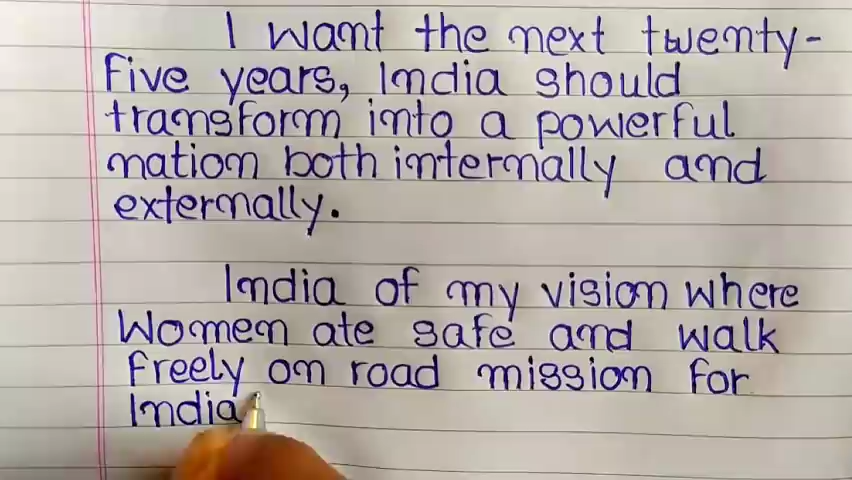 I want the next twenty-
five years, India should
transform into a powerful
nation both internally and
externally.
India of my vision where
Women ate safe and walk
freely on road mission for
India